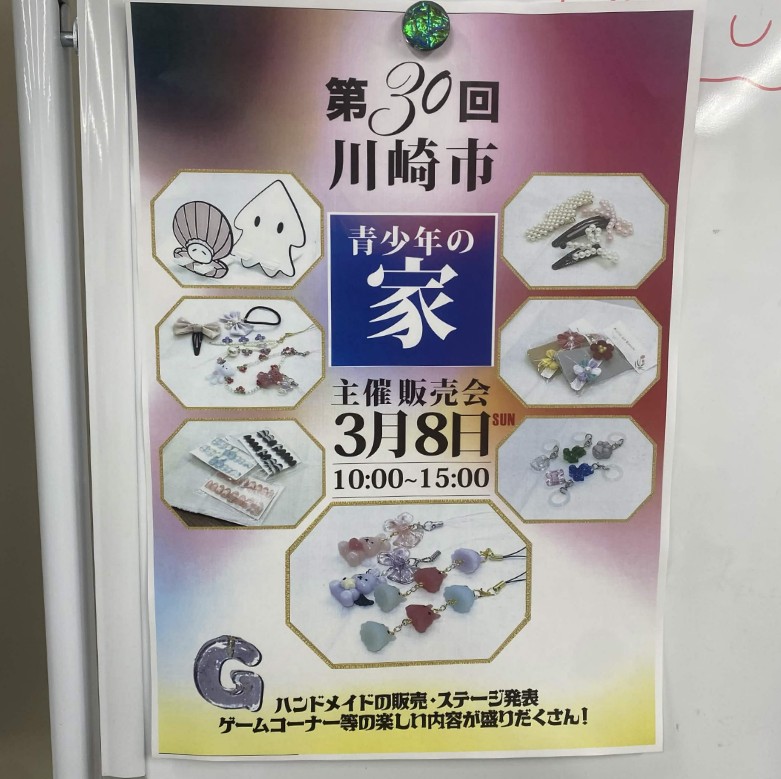 第30回
川崎市
青少年の
家
主催販売会
3月8日SUN
10:00~15:00
G
ハンドメイドの販売・ステージ発表
ゲームコーナー等の楽しい内容が盛りだくさん!